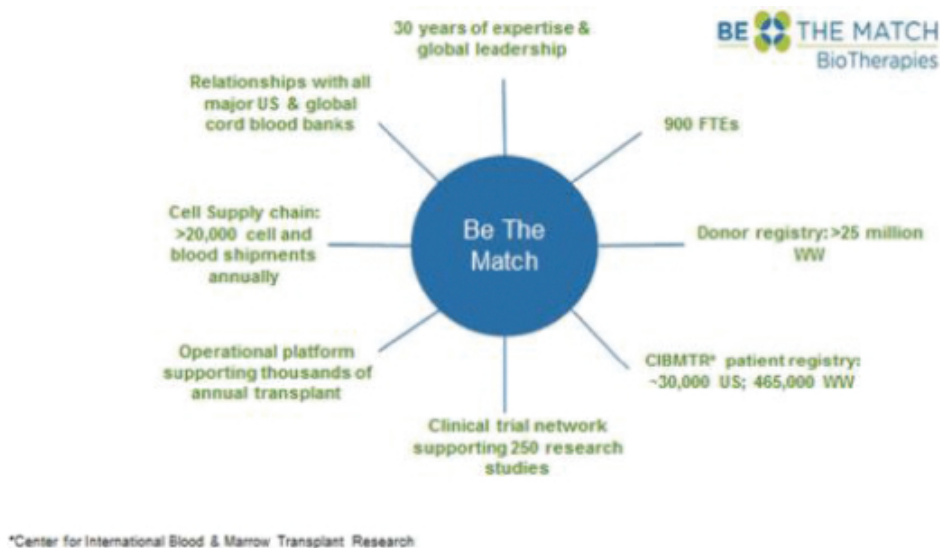 30 years of expertise &
global leadership
BE THE MATCH
BioTherapies
Relationships with all
major US & global
cord blood banks
900 FTEs
Cell Supply chain:
>20,000 cell and
blood shipments
annually
Be The
Match
Donor registry: >25 million
WW
Operational platform
supporting thousands of
annual transplant
CIBMTR* patient registry:
~30,000 US; 465,000 WW
Clinical trial network
supporting 250 research
studies
*Center for International Blood & Marrow Transplant Research